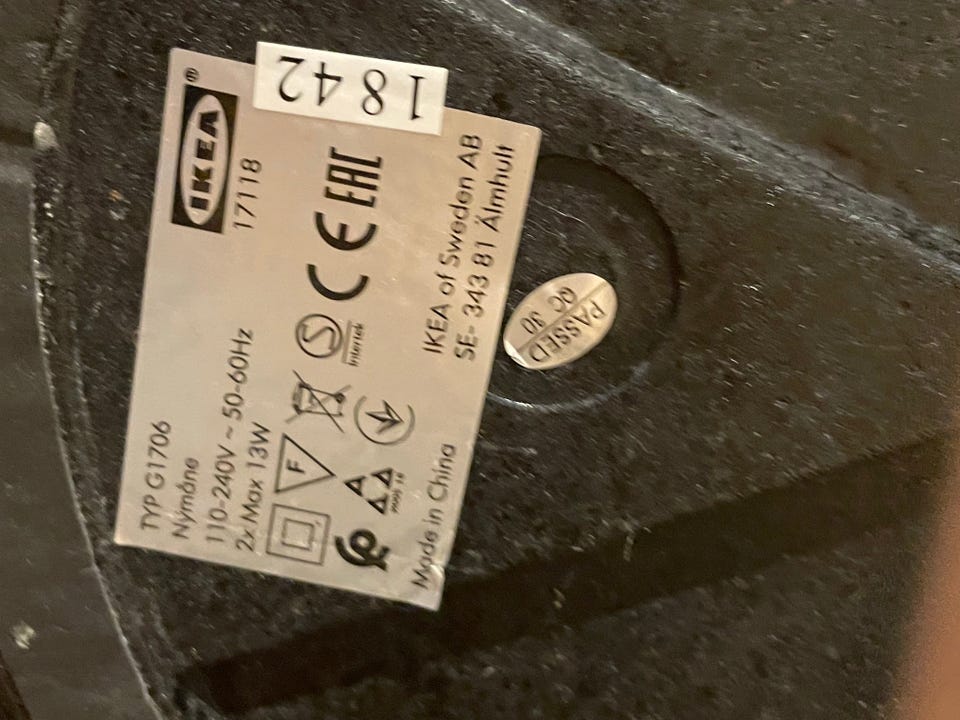 1842
IKEA®
17118
TYP G1706
Nymåne
110-240V ~ 50-60Hz
2x Max 13W
F
S
Intertek
CE EAC
IKEA of Sweden AB
SE- 343 81 Älmhult
Made in China
PASSED
QC 30